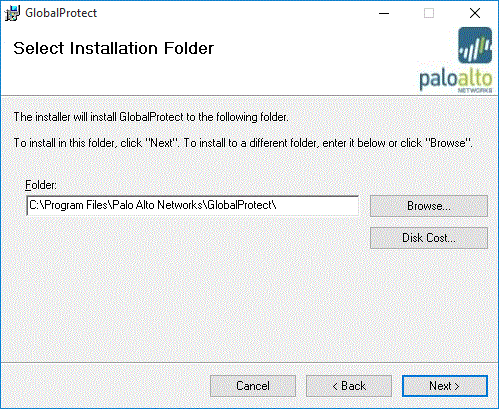 GlobalProtect
Select Installation Folder
paloalto
NETWORKS
The installer will install GlobalProtect to the following folder.
To install in this folder, click "Next". To install to a different folder, enter it below or click "Browse".
Folder:
C:\Program Files\Palo Alto Networks\GlobalProtect\
Browse...
Disk Cost...
Cancel
< Back
Next >